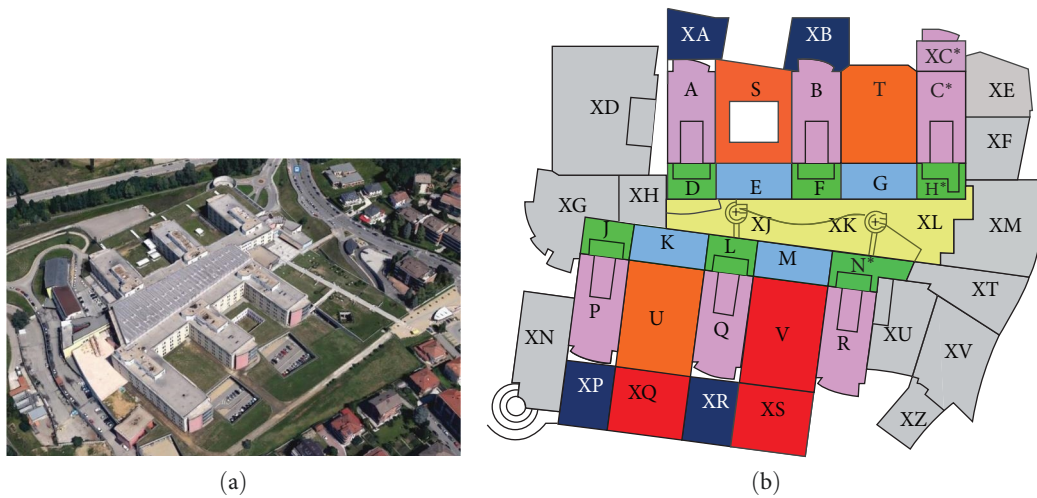 XA
XB
XC*
XD
A
S
B
T
C*
XE
XF
D
E
F
G
H*
XG
XH
XJ
XK
XL
XM
J
K
L
M
N*
XT
P
U
Q
V
R
XU
XV
XN
XP
XQ
XR
XS
XZ
(a)
(b)